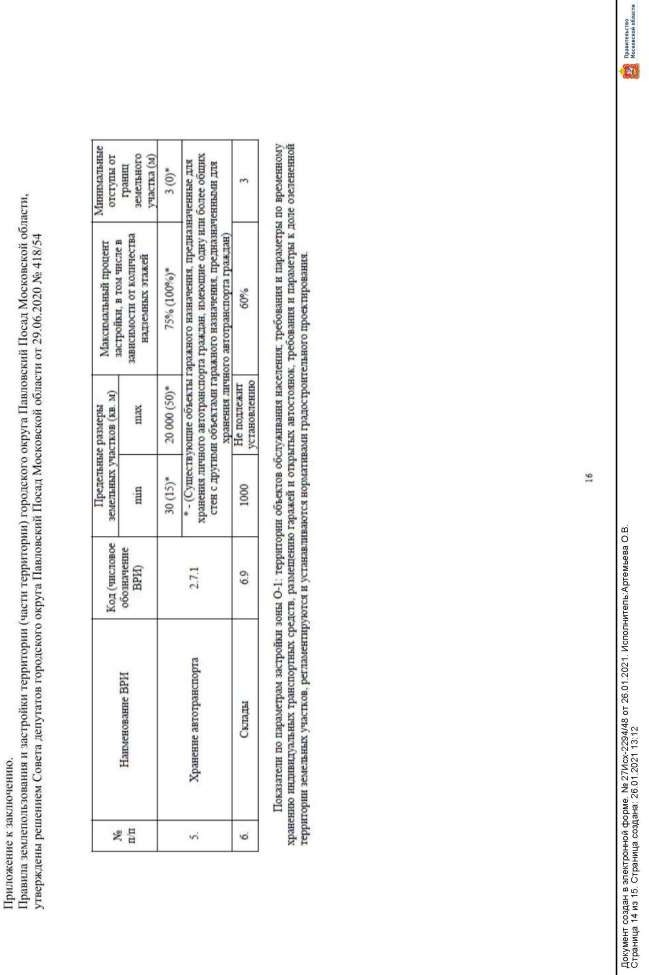 Приложение к заключению.
Правила землепользования и застройки территории (части территории) городского округа Павловский Посад Московской области,
утверждены решением Совета депутатов городского округа Павловский Посад Московской области от 29.06.2020 № 418/54
№
п/п
Наименование ВРИ
Код (числовое
обозначение
ВРИ)
Предельные размеры
земельных участков (кв. м)
min
max
Максимальный процент
застройки, в том числе в
зависимости от количества
надземных этажей
Минимальные
отступы от
границ
земельного
участка (м)
5.
Хранение автотранспорта
2.7.1
30 (15)*
20 000 (50)*
75% (100%)*
3 (0)*
* - (Существующие объекты гаражного назначения, предназначенные для
хранения личного автотранспорта граждан, имеющие одну или более общих
стен с другими объектами гаражного назначения, предназначенными для
хранения личного автотранспорта граждан)
6.
Склады
6.9
1000
Не подлежит
установлению
60%
3
Показатели по параметрам застройки зоны О-1: территории объектов обслуживания населения; требования и параметры по временному
хранению индивидуальных транспортных средств, размещению гаражей и открытых автостоянок, требования и параметры к доле озелененной
территории земельных участков, регламентируются и устанавливаются нормативами градостроительного проектирования.
16
Документ создан в электронной форме. № 27Исх-2294/48 от 26.01.2021. Исполнитель:Артемьева О.В.
Страница 14 из 15. Страница создана: 26.01.2021 13:12
Правительство
Московской области